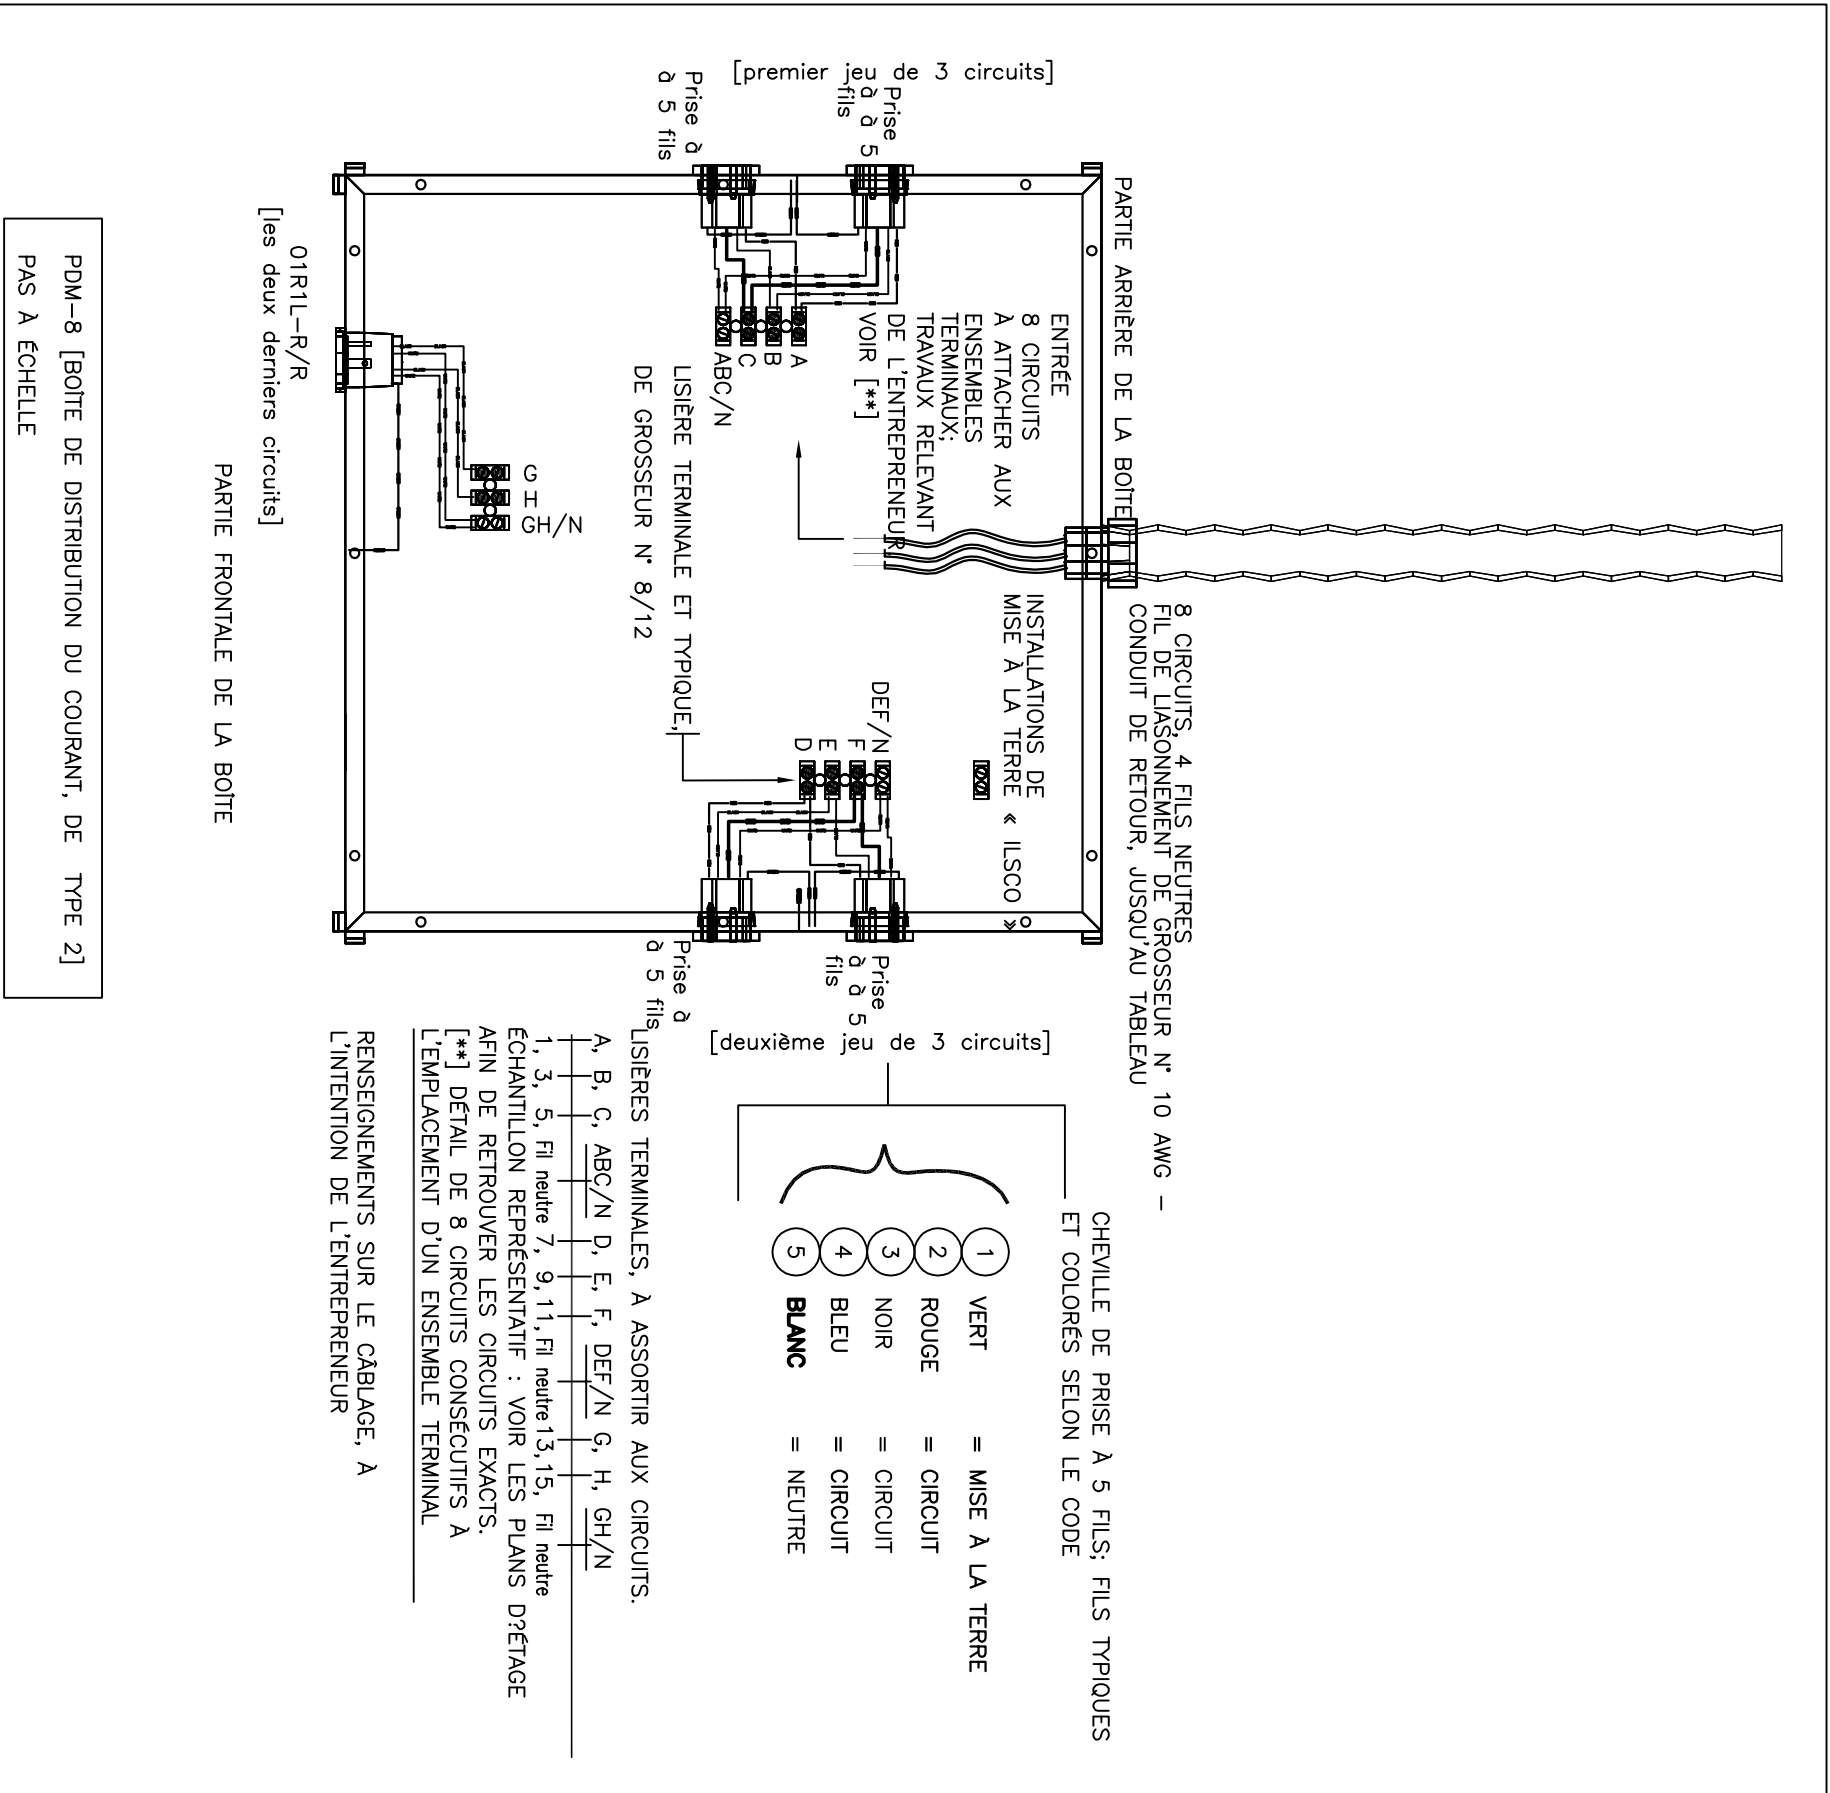 8 CIRCUITS, 4 FILS NEUTRES
FIL DE LIASONNEMENT DE GROSSEUR N° 10 AWG –
CONDUIT DE RETOUR, JUSQU'AU TABLEAU
PARTIE ARRIÈRE DE LA BOÎTE
ENTRÉE
8 CIRCUITS
À ATTACHER AUX
ENSEMBLES
TERMINAUX;
TRAVAUX RELEVANT
DE L'ENTREPRENEUR
VOIR [**]
INSTALLATIONS DE
MISE À LA TERRE « ILSCO »
[premier jeu de 3 circuits]
Prise
à à 5
fils
Prise à
à 5 fils
A
B
C
ABC/N
DEF/N
F
E
D
LISIÈRE TERMINALE ET TYPIQUE,
DE GROSSEUR N° 8/12
G
I
GH/N
01R1L–R/R
[les deux derniers circuits]
PARTIE FRONTALE DE LA BOÎTE
Prise
à à 5
fils
Prise à
à 5 fils
[deuxième jeu de 3 circuits]
CHEVILLE DE PRISE À 5 FILS; FILS TYPIQUES
ET COLORÉS SELON LE CODE
1 VERT = MISE À LA TERRE
2 ROUGE = CIRCUIT
3 NOIR = CIRCUIT
4 BLEU = CIRCUIT
5 BLANC = NEUTRE
LISIÈRES TERMINALES, À ASSORTIR AUX CIRCUITS.
A, B, C, ABC/N D, E, F, DEF/N G, H, GH/N
1, 3, 5, Fil neutre 7, 9, 11, Fil neutre 13, 15, Fil neutre
ÉCHANTILLON REPRÉSENTATIF : VOIR LES PLANS D?ÉTAGE
AFIN DE RETROUVER LES CIRCUITS EXACTS.
[**] DÉTAIL DE 8 CIRCUITS CONSÉCUTIFS À
L'EMPLACEMENT D'UN ENSEMBLE TERMINAL
RENSEIGNEMENTS SUR LE CÂBLAGE, À
L'INTENTION DE L'ENTREPRENEUR
PDM–8 [BOÎTE DE DISTRIBUTION DU COURANT, DE TYPE 2]
PAS À ÉCHELLE